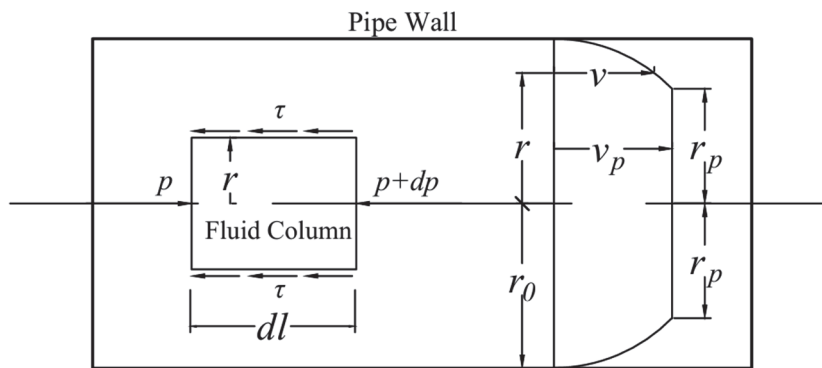 Pipe Wall
τ
v
r
r
v_p
r_p
p
p+dp
Fluid Column
τ
r_0
r_p
dl